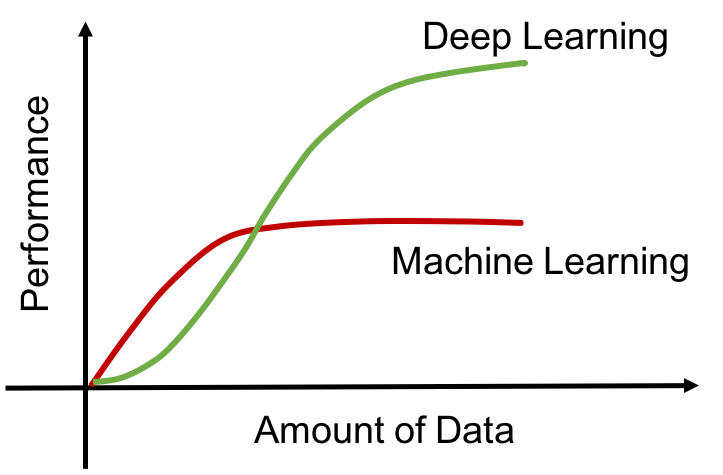 Deep Learning
Performance
Machine Learning
Amount of Data